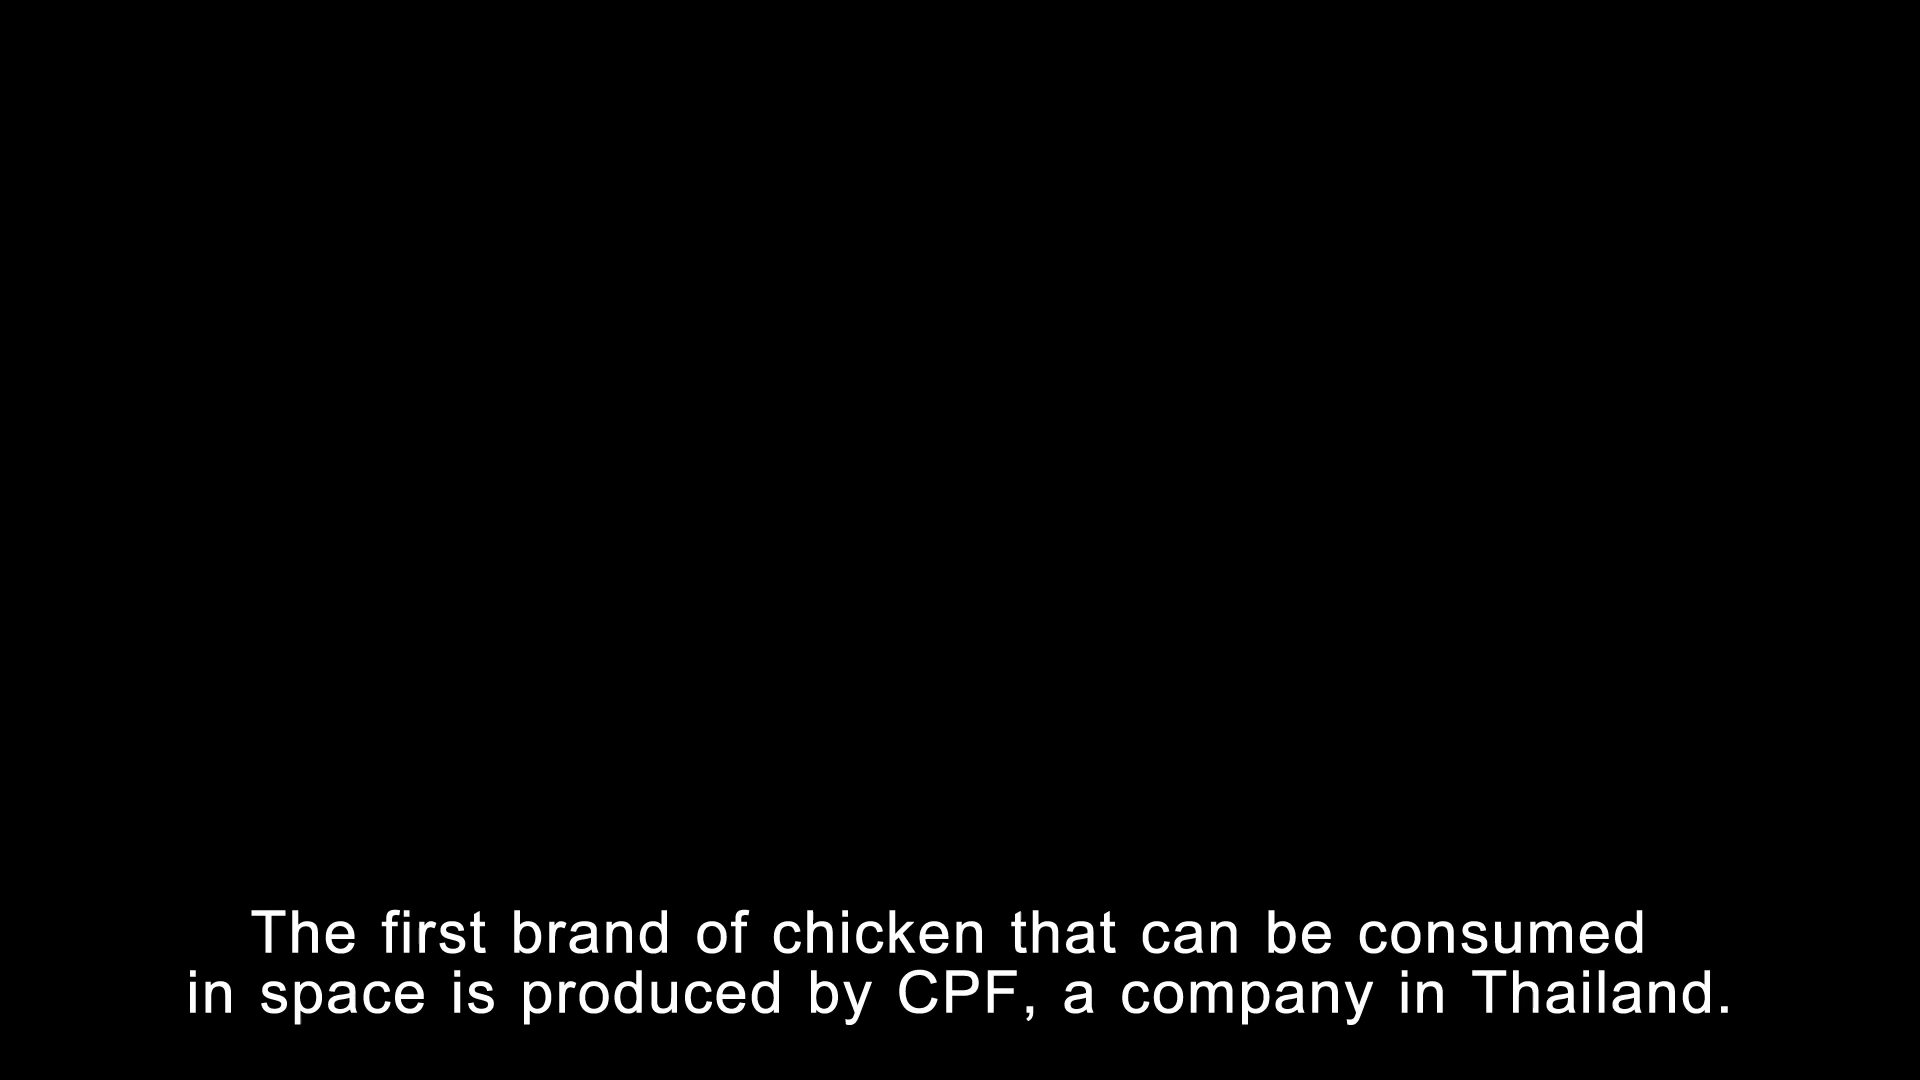 The first brand of chicken that can be consumed
in space is produced by CPF, a company in Thailand.